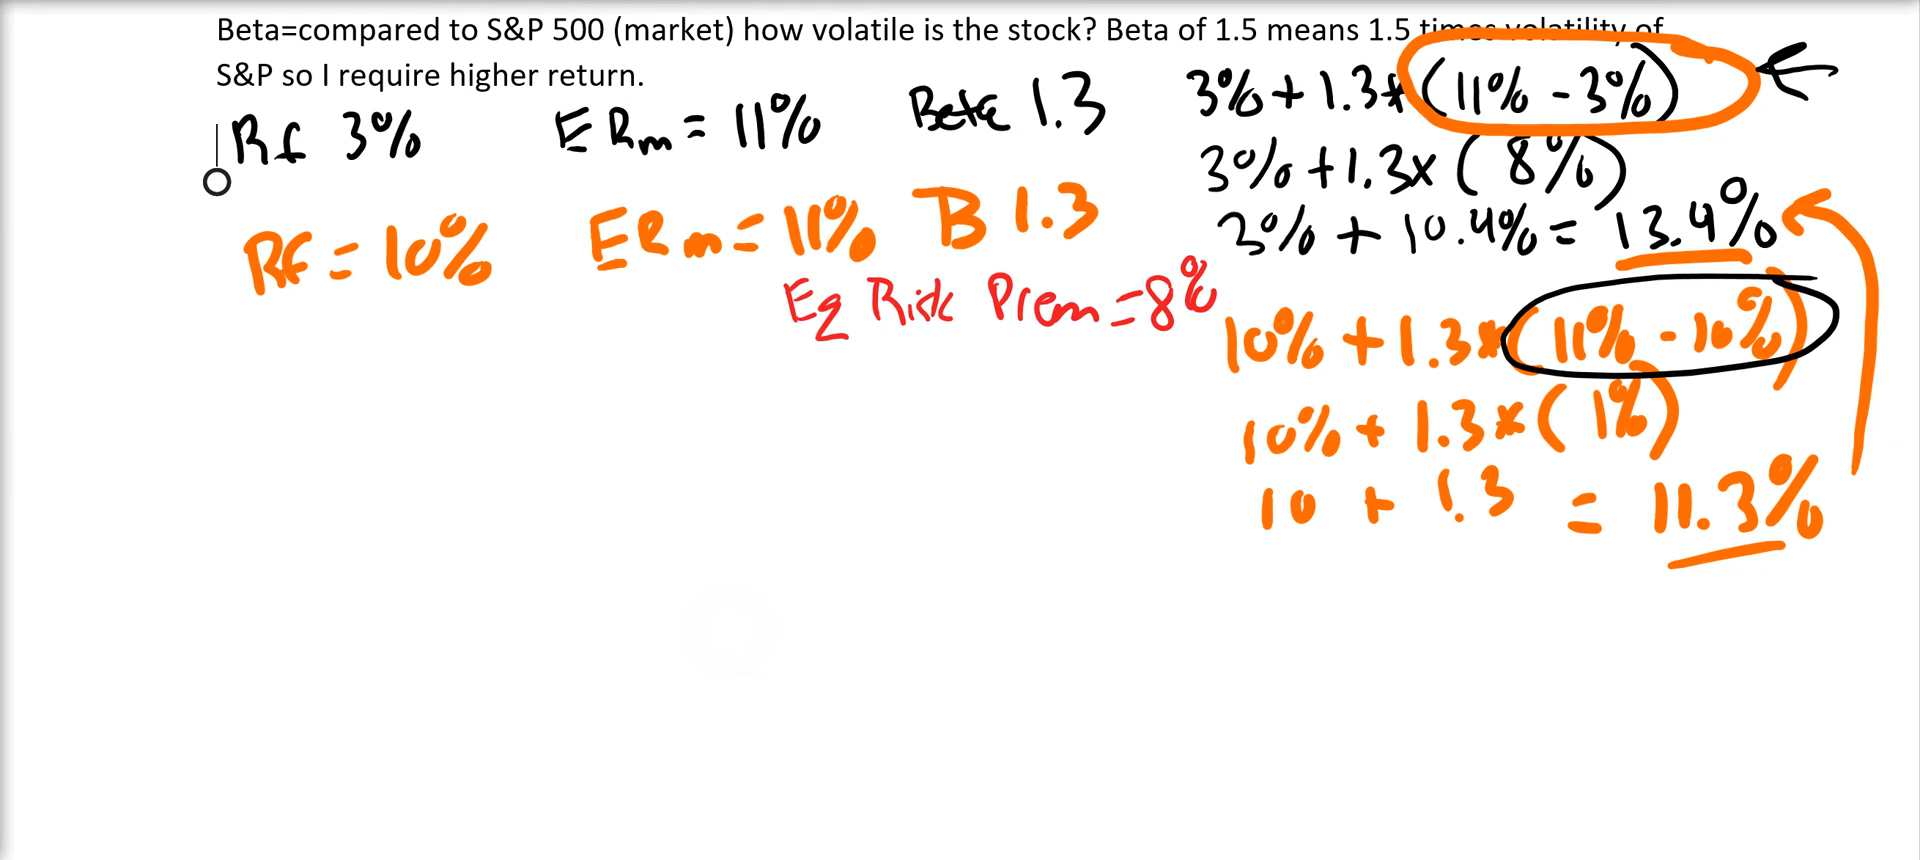 Beta=compared to S&P 500 (market) how volatile is the stock? Beta of 1.5 means 1.5 times volatility of
S&P so I require higher return.
Rf 3% ERm = 11% Beta 1.3
3% + 1.3* (11% - 3%)
3% + 1.3x (8%)
3% + 10.4% = 13.4%
Rf = 10% ERm = 11% B 1.3
Eq Risk Prem = 8%
10% + 1.3*(11% - 10%)
10% + 1.3*(1%)
10 + 1.3 = 11.3%